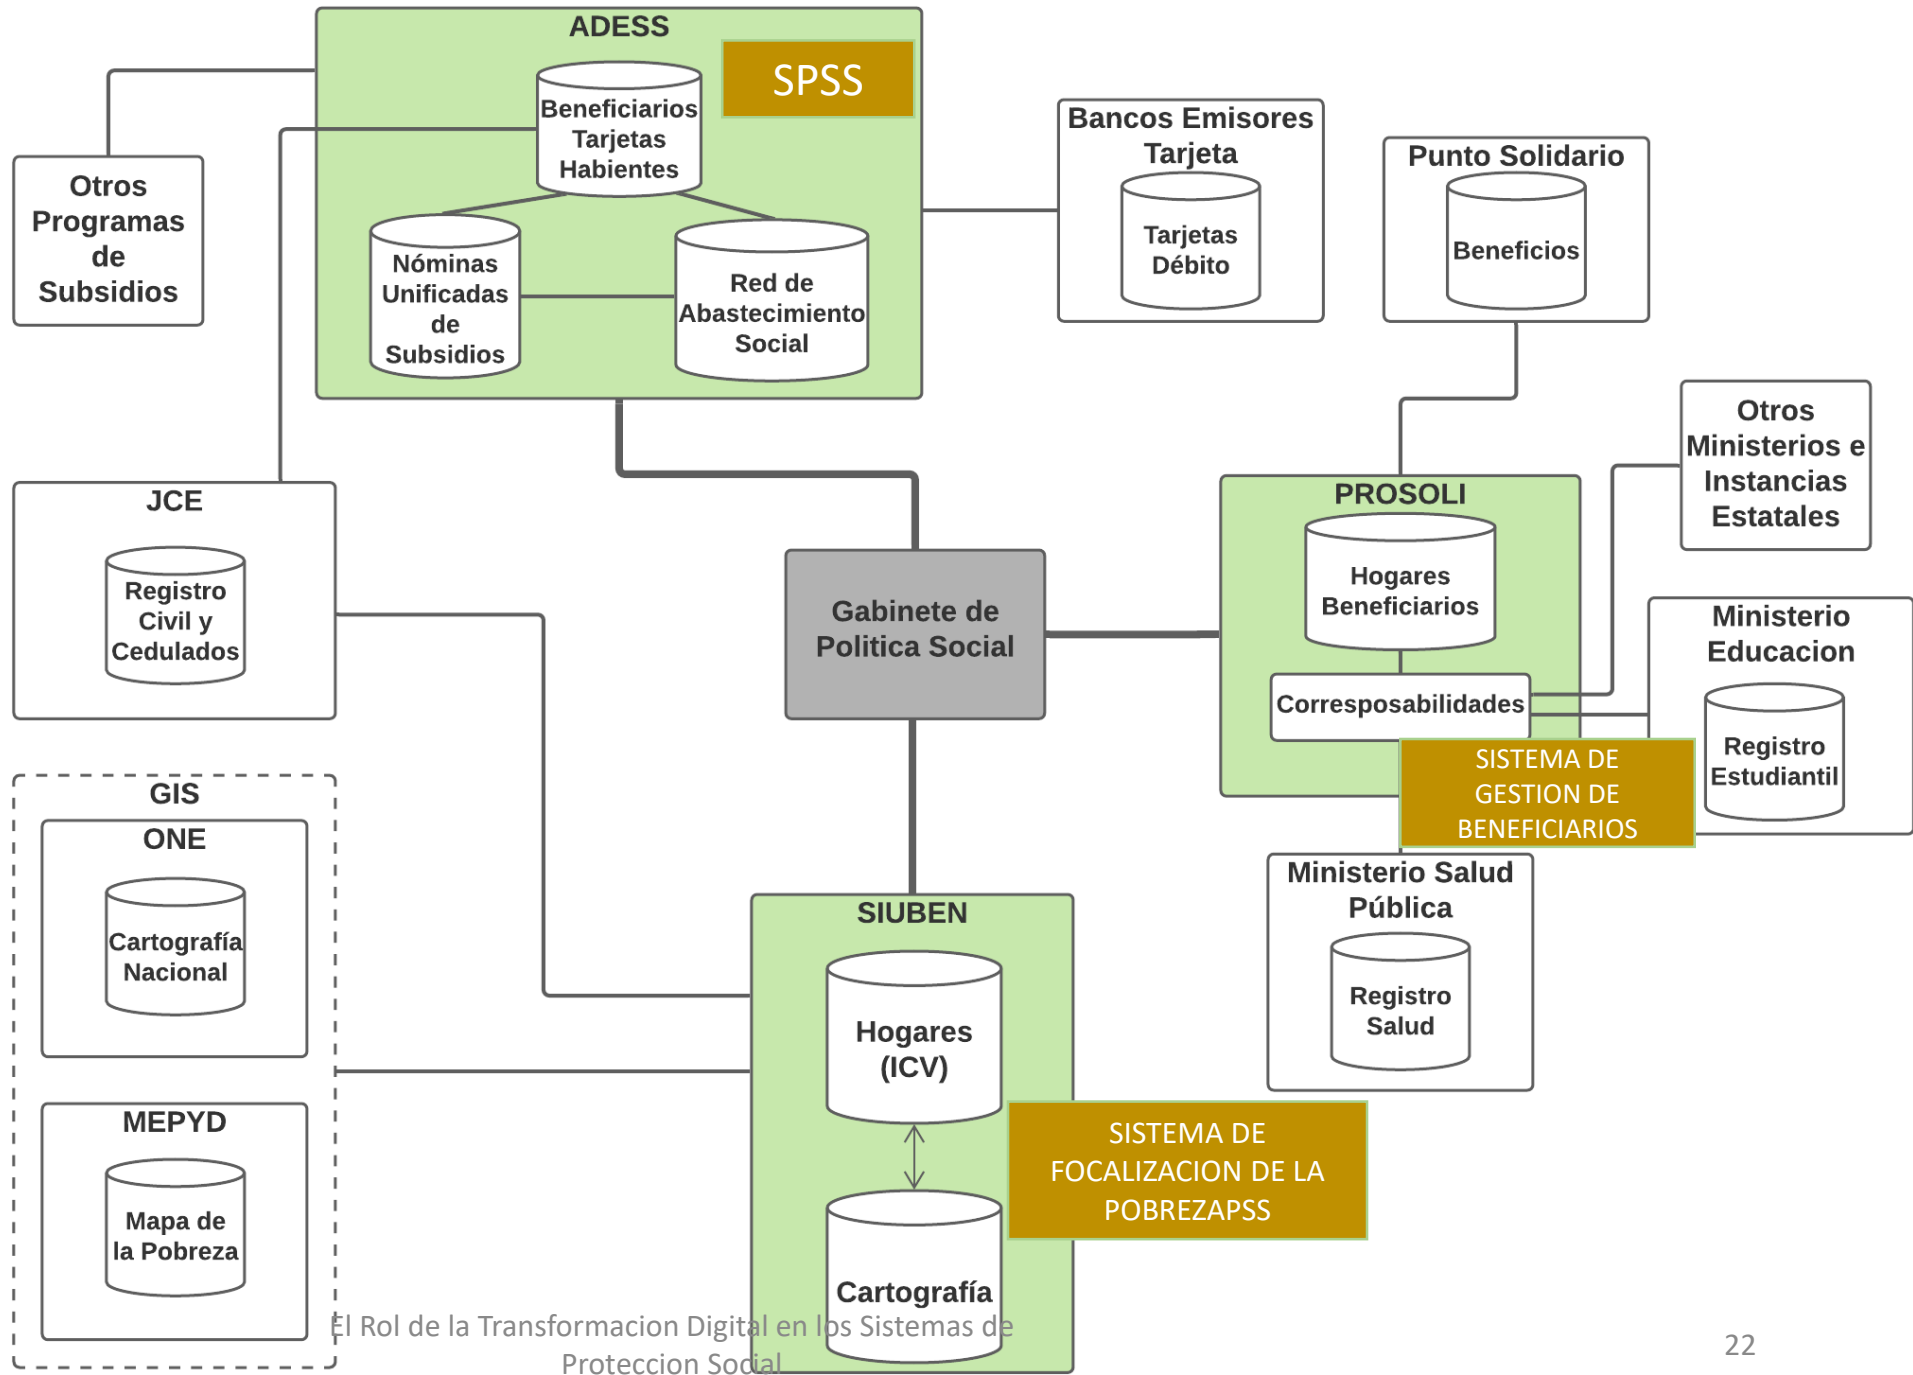 ADESS
SPSS
Beneficiarios
Tarjetas
Habientes
Nóminas
Unificadas
de
Subsidios
Red de
Abastecimiento
Social
Otros
Programas
de
Subsidios
Bancos Emisores
Tarjeta
Tarjetas
Débito
Punto Solidario
Beneficios
Otros
Ministerios e
Instancias
Estatales
JCE
Registro
Civil y
Cedulados
Gabinete de
Politica Social
PROSOLI
Hogares
Beneficiarios
Corresposabilidades
SISTEMA DE
GESTION DE
BENEFICIARIOS
Ministerio
Educacion
Registro
Estudiantil
Ministerio Salud
Pública
Registro
Salud
GIS
ONE
Cartografía
Nacional
MEPYD
Mapa de
la Pobreza
SIUBEN
Hogares
(ICV)
SISTEMA DE
FOCALIZACION DE LA
POBREZAPSS
Cartografía
El Rol de la Transformacion Digital en los Sistemas de
Proteccion Social
22